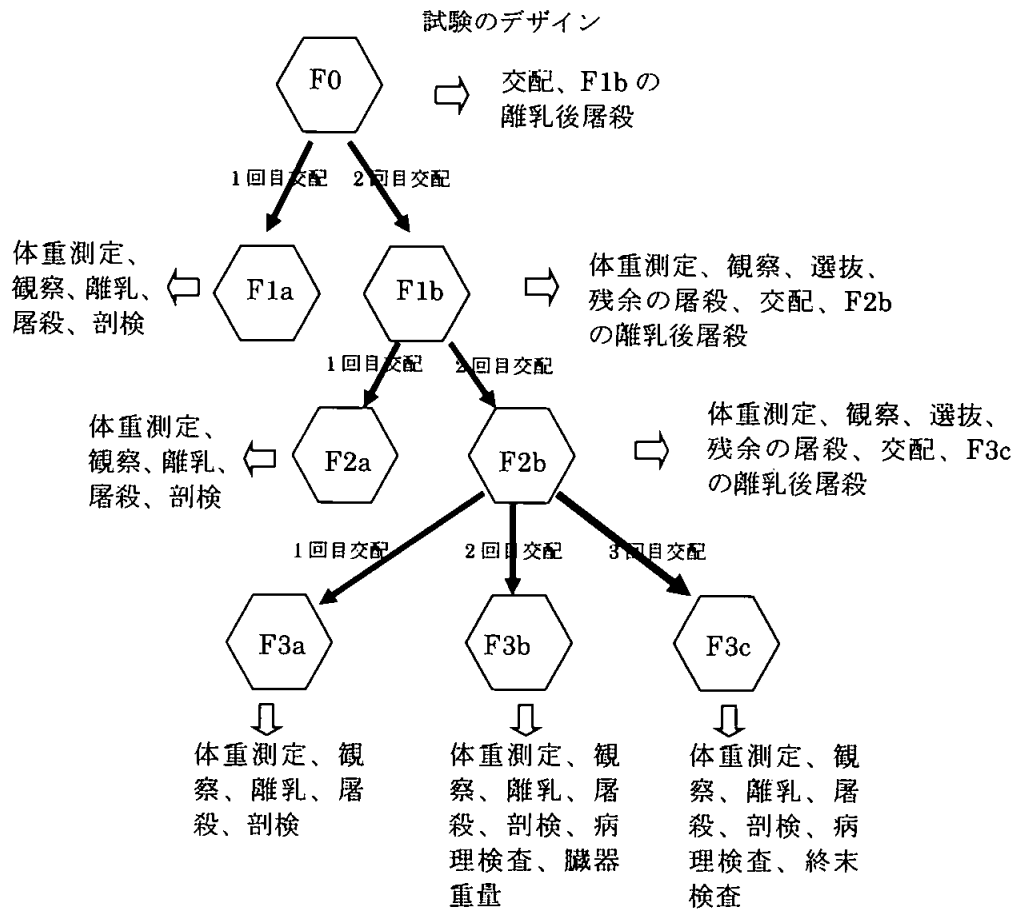 試験のデザイン
F0
交配、F1b の
離乳後屠殺
1回目交配
2回目交配
体重測定、
観察、離乳、
屠殺、剖検
F1a
F1b
体重測定、観察、選抜、
残余の屠殺、交配、F2b
の離乳後屠殺
1回目交配
2回目交配
体重測定、
観察、離乳、
屠殺、剖検
F2a
F2b
体重測定、観察、選抜、
残余の屠殺、交配、F3c
の離乳後屠殺
1回目交配
2回目交配
3回目交配
F3a
F3b
F3c
体重測定、観
察、離乳、屠
殺、剖検
体重測定、観
察、離乳、屠
殺、剖検、病
理検査、臓器
重量
体重測定、観
察、離乳、屠
殺、剖検、病
理検査、終末
検査